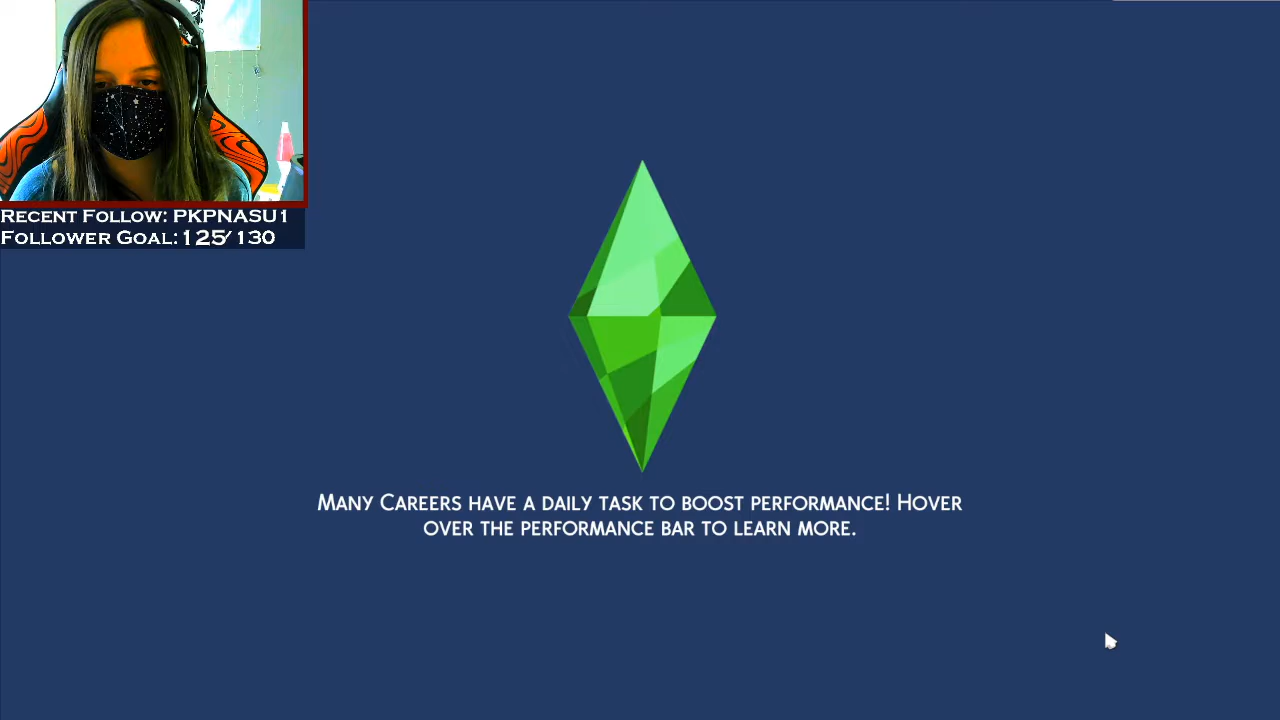 RECENT FOLLOW: PKPNASU1
FOLLOWER GOAL: 125/130
MANY CAREERS HAVE A DAILY TASK TO BOOST PERFORMANCE! HOVER
OVER THE PERFORMANCE BAR TO LEARN MORE.